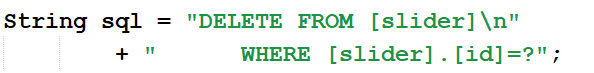 String sql = "DELETE FROM [slider]\n"
+ "      WHERE [slider].[id]=?";